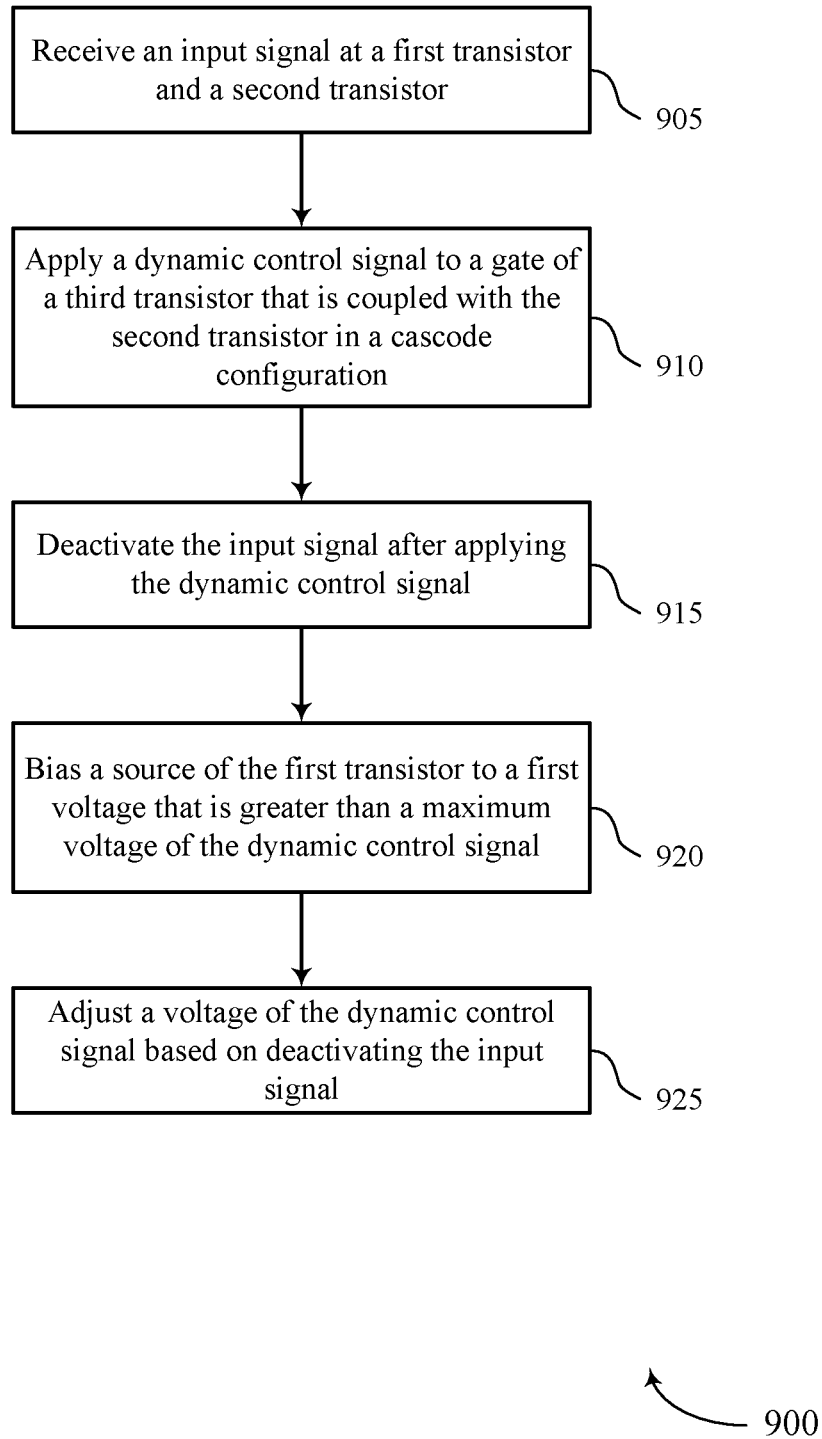 Receive an input signal at a first transistor
and a second transistor
905
Apply a dynamic control signal to a gate of
a third transistor that is coupled with the
second transistor in a cascode
configuration
910
Deactivate the input signal after applying
the dynamic control signal
915
Bias a source of the first transistor to a first
voltage that is greater than a maximum
voltage of the dynamic control signal
920
Adjust a voltage of the dynamic control
signal based on deactivating the input
signal
925
900